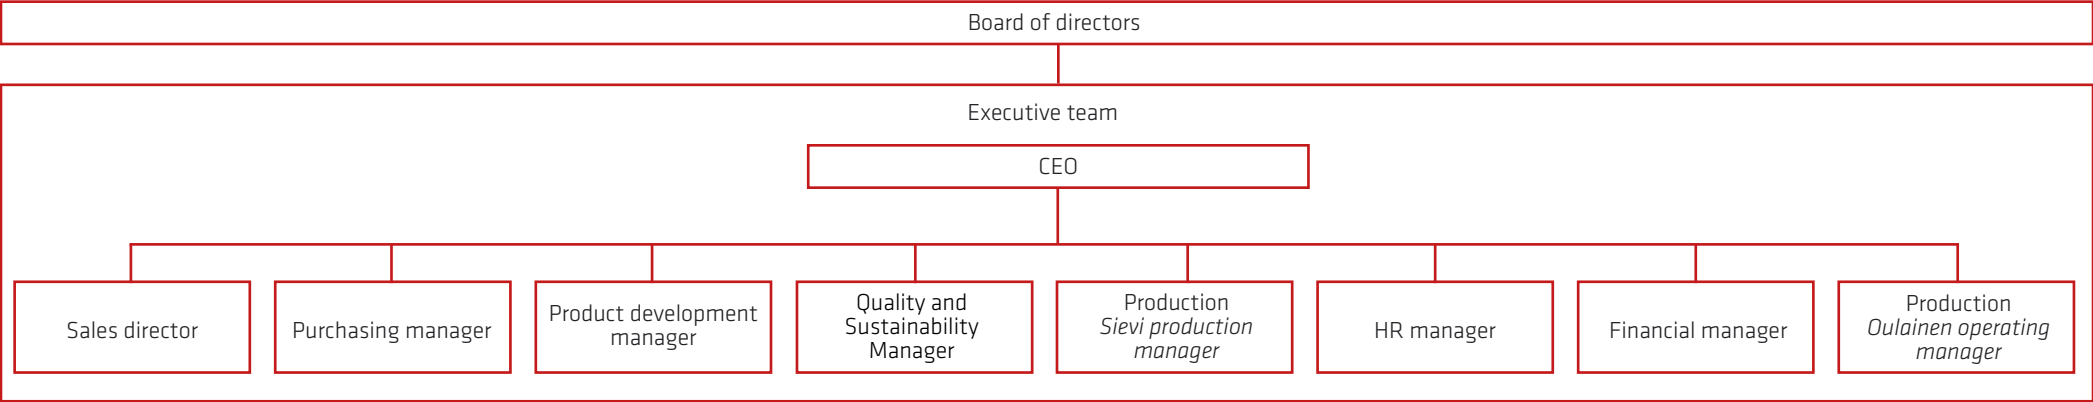 Board of directors
Executive team
CEO
Sales director
Purchasing manager
Product development
manager
Quality and
Sustainability
Manager
Production
Sievi production
manager
HR manager
Financial manager
Production
Oulainen operating
manager